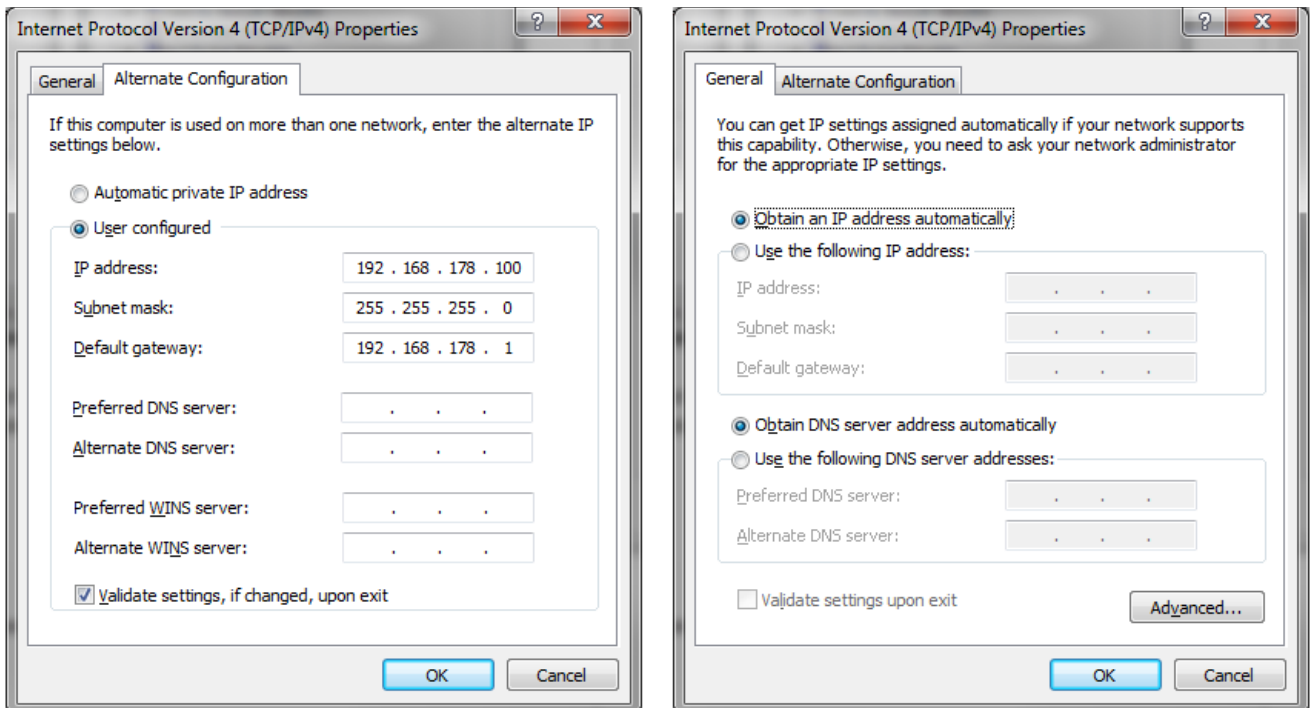 Internet Protocol Version 4 (TCP/IPv4) Properties
?
General
Alternate Configuration
If this computer is used on more than one network, enter the alternate IP
settings below.
Automatic private IP address
User configured
IP address:
192 . 168 . 178 . 100
Subnet mask:
255 . 255 . 255 . 0
Default gateway:
192 . 168 . 178 . 1
Preferred DNS server:
. . .
Alternate DNS server:
. . .
Preferred WINS server:
. . .
Alternate WINS server:
. . .
Validate settings, if changed, upon exit
OK
Cancel
Internet Protocol Version 4 (TCP/IPv4) Properties
?
General
Alternate Configuration
You can get IP settings assigned automatically if your network supports
this capability. Otherwise, you need to ask your network administrator
for the appropriate IP settings.
Obtain an IP address automatically
Use the following IP address:
IP address:
. . .
Subnet mask:
. . .
Default gateway:
. . .
Obtain DNS server address automatically
Use the following DNS server addresses:
Preferred DNS server:
. . .
Alternate DNS server:
. . .
Validate settings upon exit
Advanced...
OK
Cancel